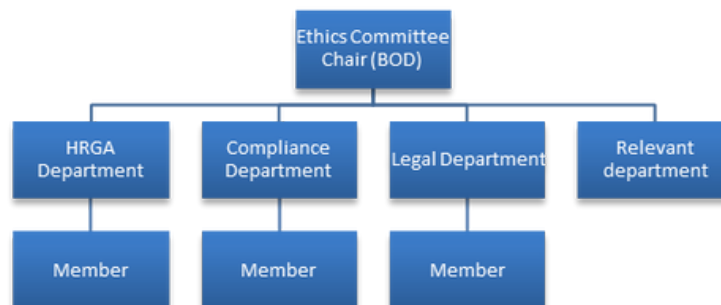 Ethics Committee
Chair (BOD)
HRGA
Department
Compliance
Department
Legal Department
Relevant
department
Member
Member
Member